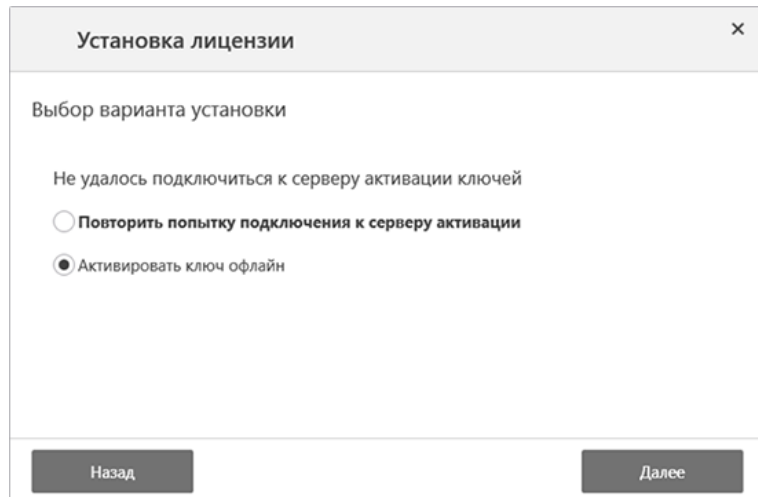 Установка лицензии
Выбор варианта установки
Не удалось подключиться к серверу активации ключей
Повторить попытку подключения к серверу активации
Активировать ключ офлайн
Назад
Далее